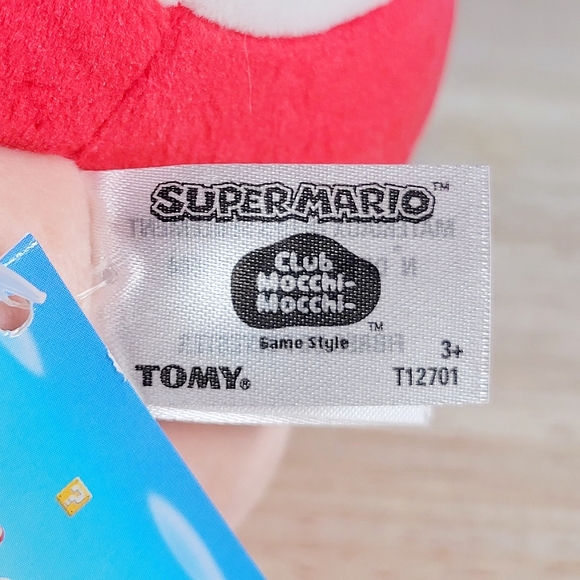 SUPER MARIO™
Club
Mocchi-
Mocchi-
™
Game Style
3+
TOMY®
T12701
?